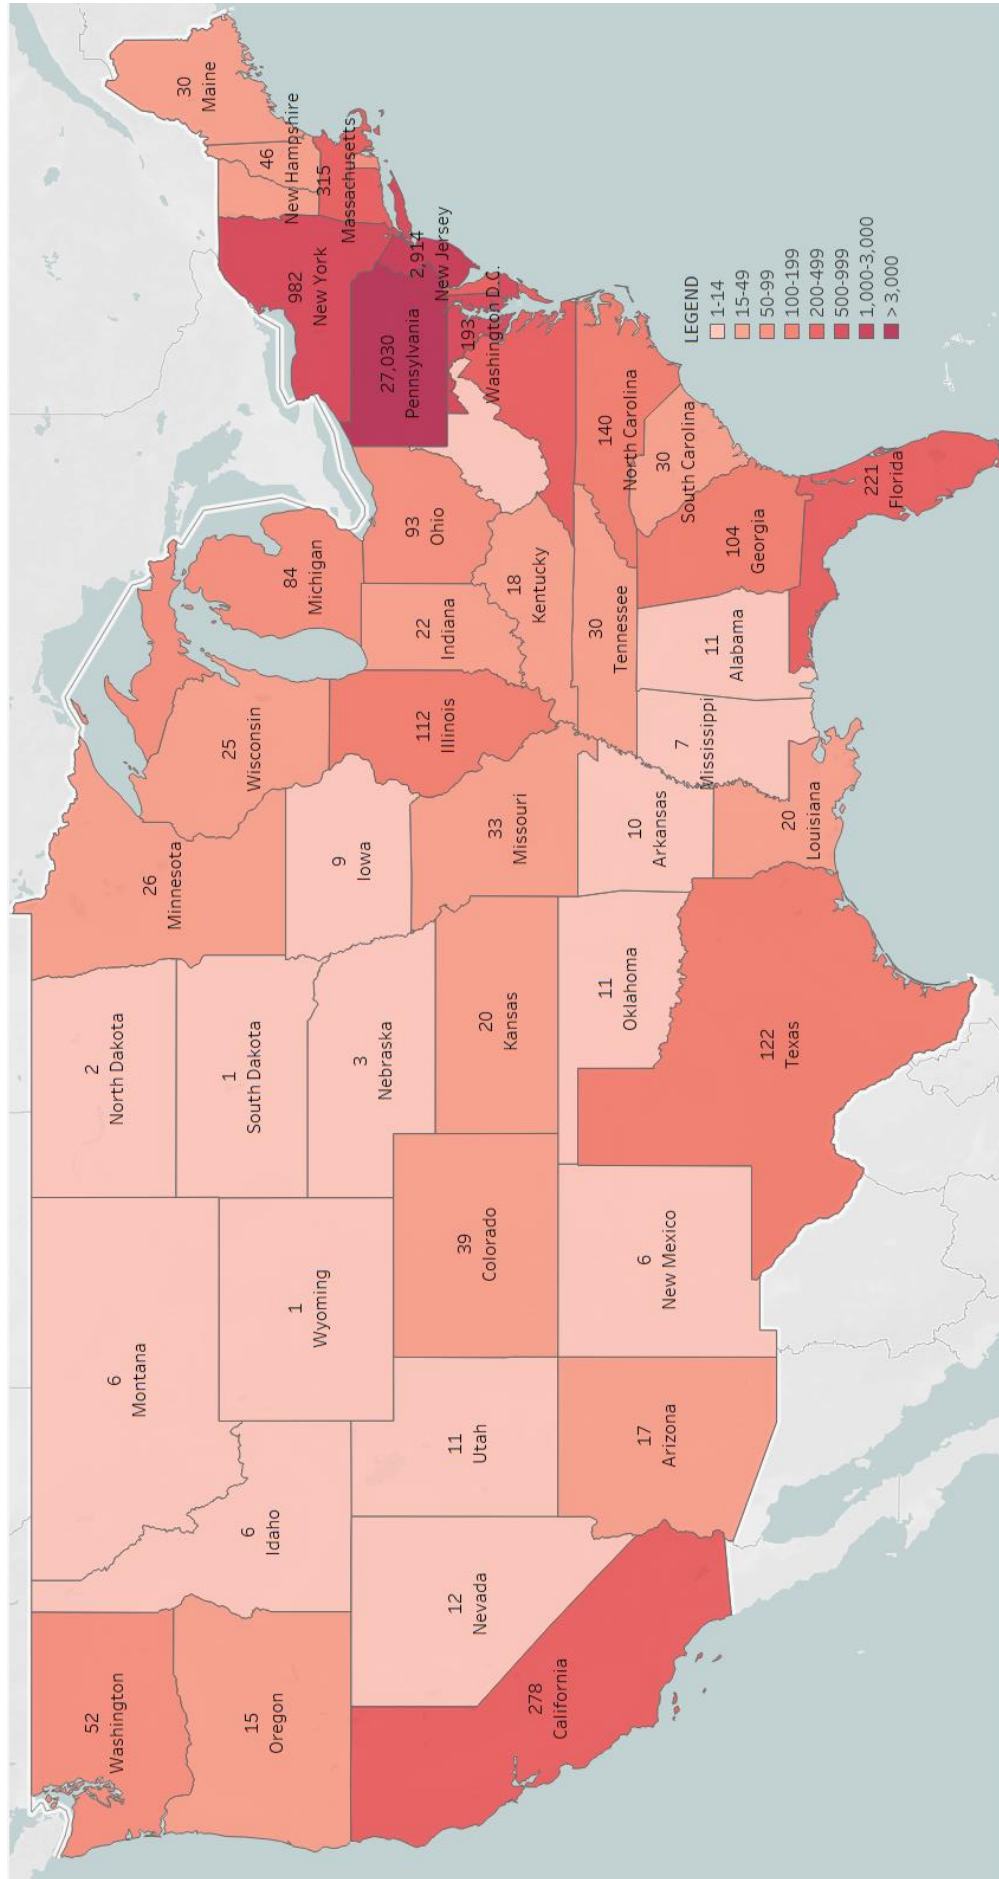 52
Washington
15
Oregon
278
California
12
Nevada
6
Idaho
6
Montana
1
Wyoming
11
Utah
17
Arizona
39
Colorado
6
New Mexico
2
North Dakota
1
South Dakota
3
Nebraska
20
Kansas
11
Oklahoma
122
Texas
26
Minnesota
9
Iowa
33
Missouri
10
Arkansas
20
Louisiana
25
Wisconsin
112
Illinois
7
Mississippi
84
Michigan
22
Indiana
18
Kentucky
30
Tennessee
11
Alabama
93
Ohio
104
Georgia
221
Florida
30
South Carolina
140
North Carolina
193
Washington D.C.
27,030
Pennsylvania
2,914
New Jersey
982
New York
315
Massachusetts
46
New Hampshire
30
Maine
LEGEND
1-14
15-49
50-99
100-199
200-499
500-999
1,000-3,000
> 3,000